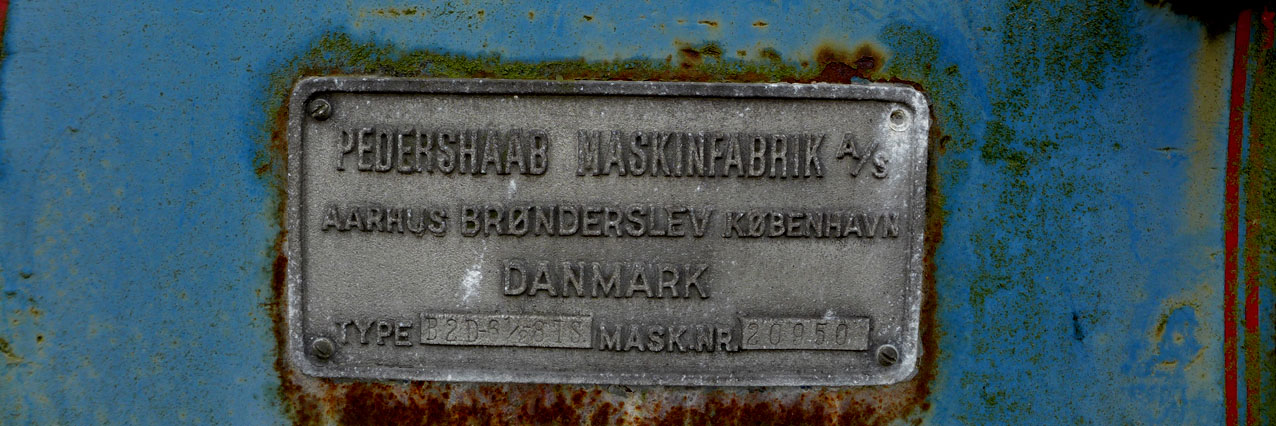 PEDERSHAAB MASKINFABRIK A/S
AARHUS BRØNDERSLEV KØBENHAVN
DANMARK
TYPE MASK.NR. 20950